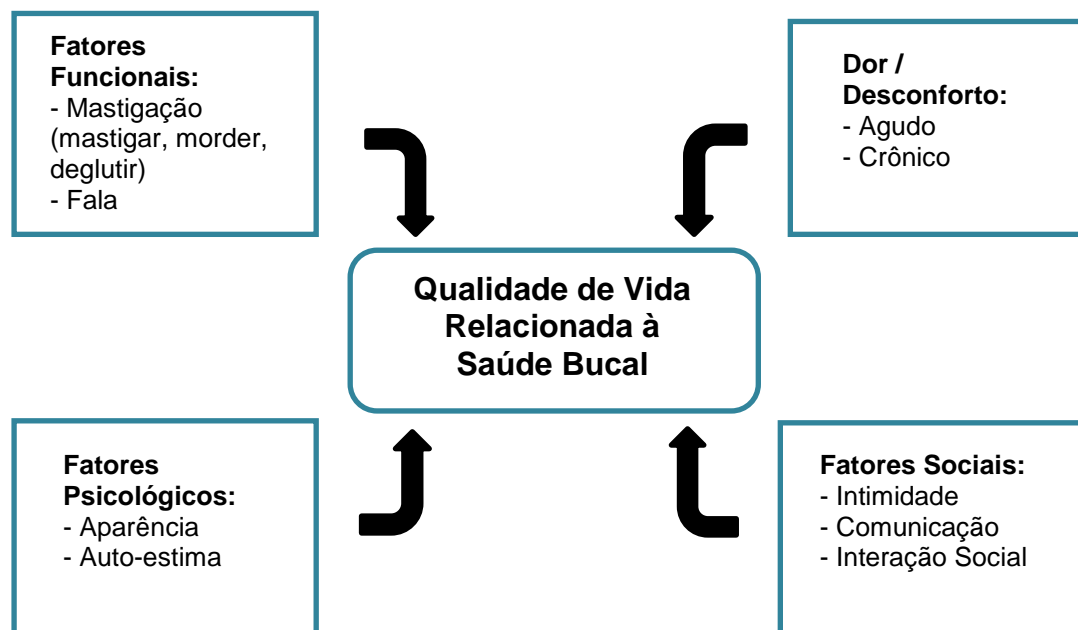 Fatores
Funcionais:
- Mastigação
(mastigar, morder,
deglutir)
- Fala
Dor /
Desconforto:
- Agudo
- Crônico
Qualidade de Vida
Relacionada à
Saúde Bucal
Fatores
Psicológicos:
- Aparência
- Auto-estima
Fatores Sociais:
- Intimidade
- Comunicação
- Interação Social